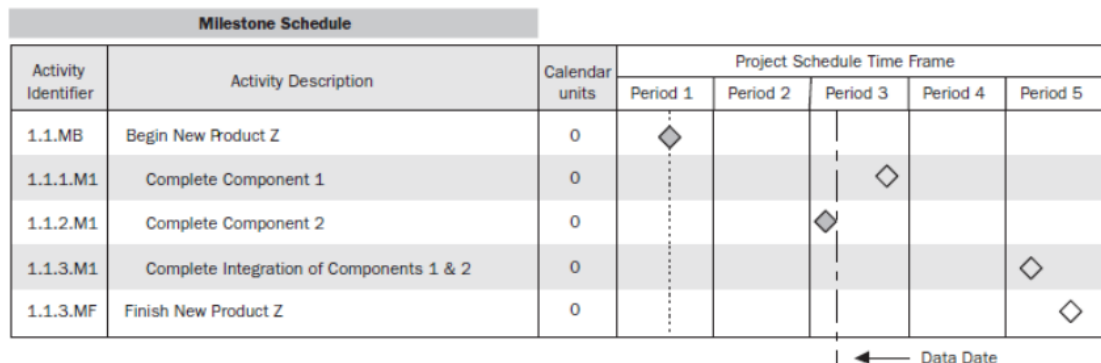 Milestone Schedule
Activity Identifier Activity Description Calendar units Project Schedule Time Frame
Period 1 Period 2 Period 3 Period 4 Period 5
1.1.MB Begin New Product Z 0
1.1.1.M1 Complete Component 1 0
1.1.2.M1 Complete Component 2 0
1.1.3.M1 Complete Integration of Components 1 & 2 0
1.1.3.MF Finish New Product Z 0
Data Date